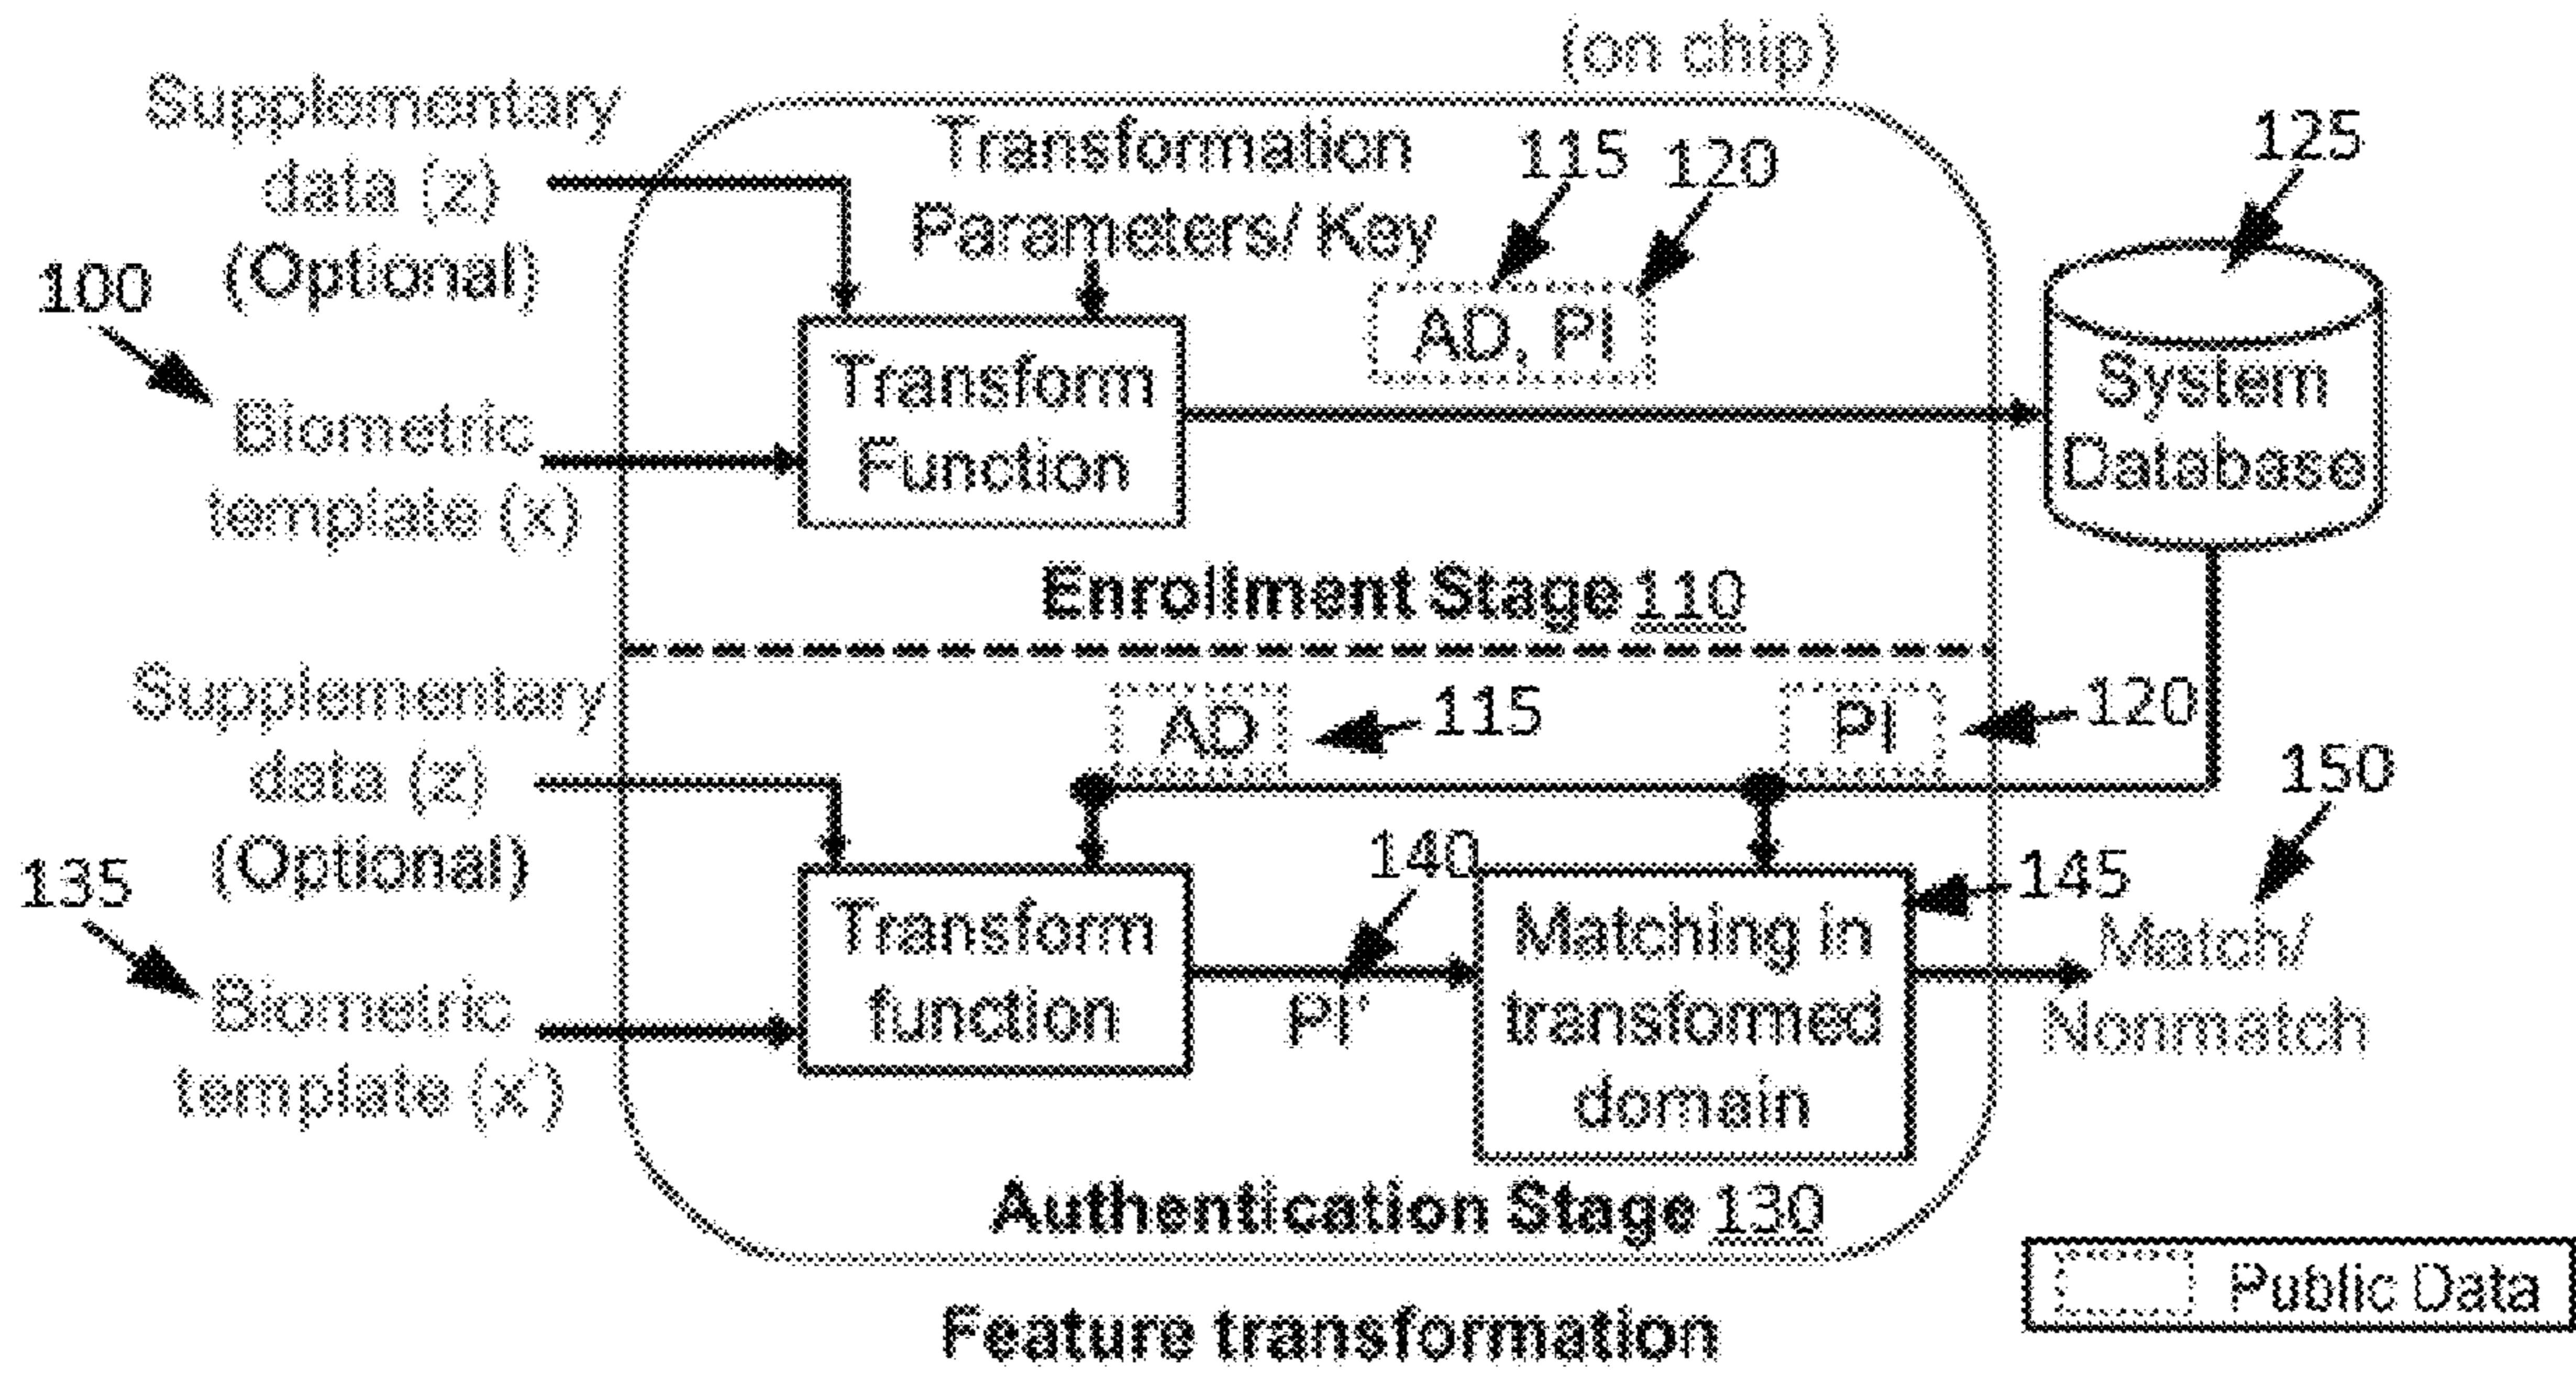 (on chip)
Supplementary
data (z)
(Optional)
100
Biometric
template (x)
Transformation
Parameters/ Key
115
120
AD, PI
125
Transform
Function
System
Database
Enrollment Stage 110
Supplementary
data (z)
(Optional)
135
Biometric
template (x')
AD
115
PI
120
140
150
145
Transform
function
PI'
Matching in
transformed
domain
Match/
Nonmatch
Authentication Stage 130
Public Data
Feature transformation